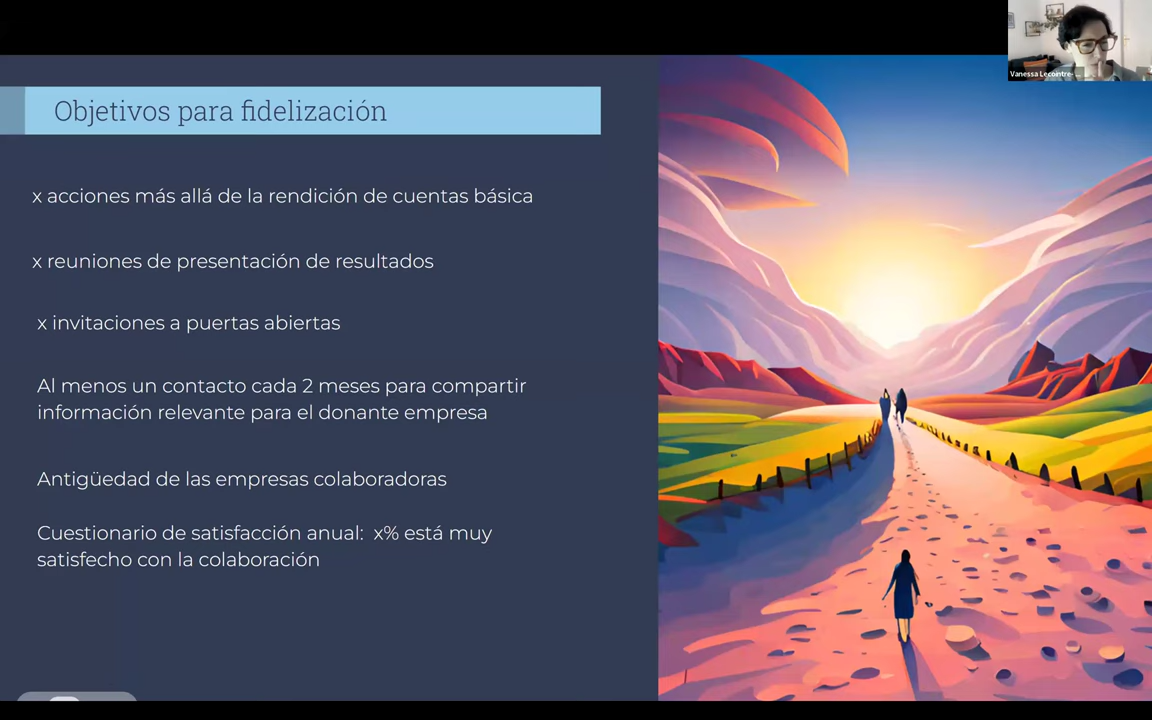 Vanessa Lecointre-...
Objetivos para fidelización
x acciones más allá de la rendición de cuentas básica
x reuniones de presentación de resultados
x invitaciones a puertas abiertas
Al menos un contacto cada 2 meses para compartir
información relevante para el donante empresa
Antigüedad de las empresas colaboradoras
Cuestionario de satisfacción anual:  x% está muy
satisfecho con la colaboración